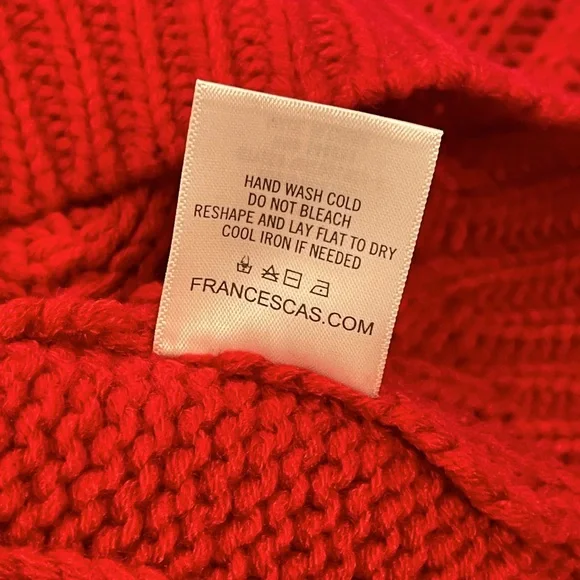 HAND WASH COLD
DO NOT BLEACH
RESHAPE AND LAY FLAT TO DRY
COOL IRON IF NEEDED
FRANCESCAS.COM